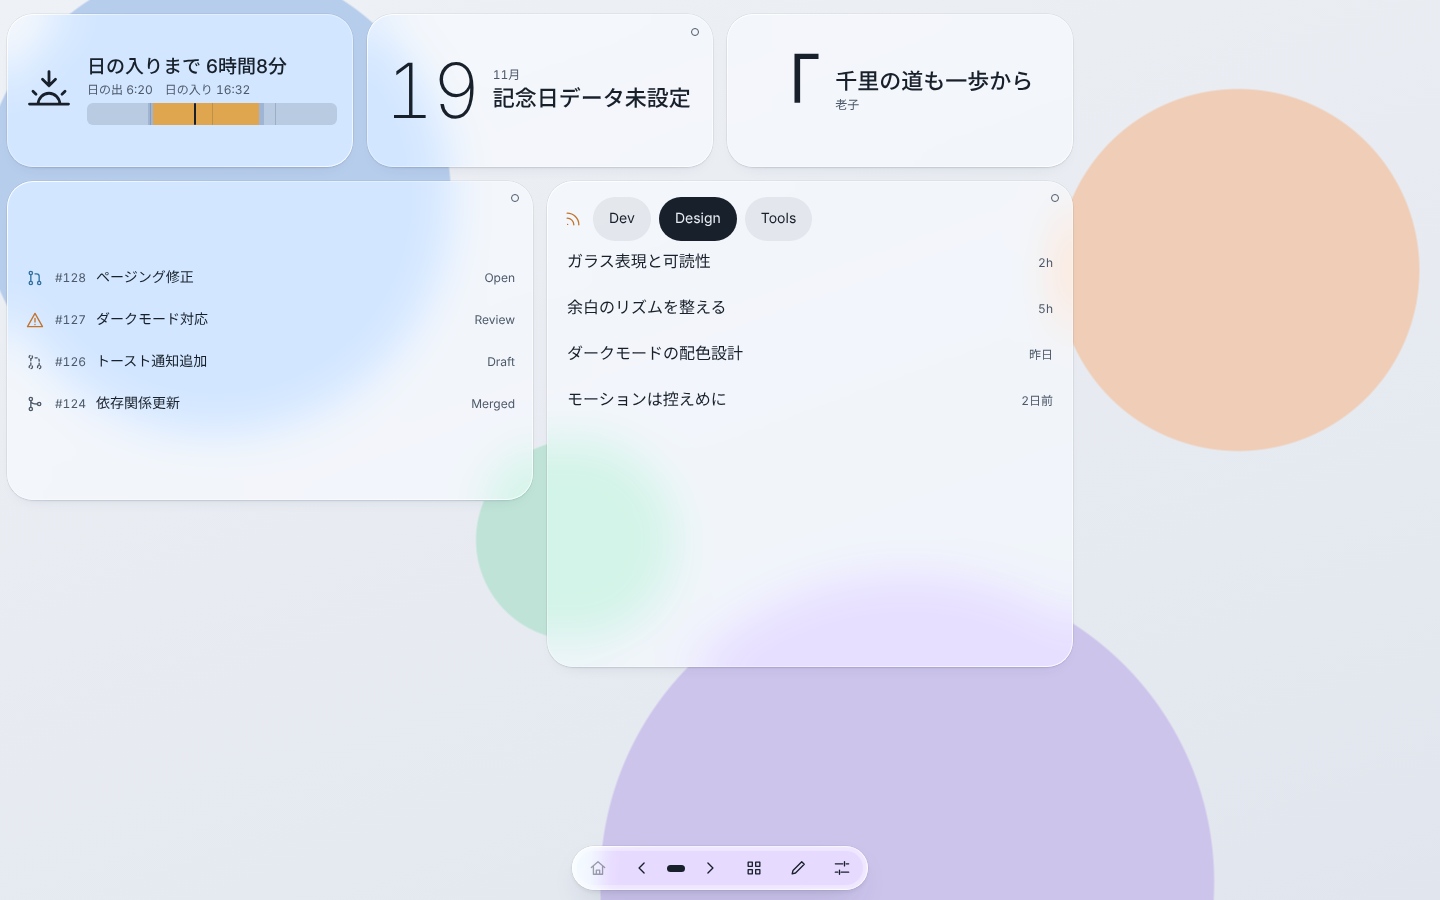 日の入りまで 6時間8分
日の出 6:20 日の入り 16:32
19
11月
記念日データ未設定
「
千里の道も一歩から
老子
#128 ページング修正 Open
#127 ダークモード対応 Review
#126 トースト通知追加 Draft
#124 依存関係更新 Merged
Dev Design Tools
ガラス表現と可読性 2h
余白のリズムを整える 5h
ダークモードの配色設計 昨日
モーションは控えめに 2日前